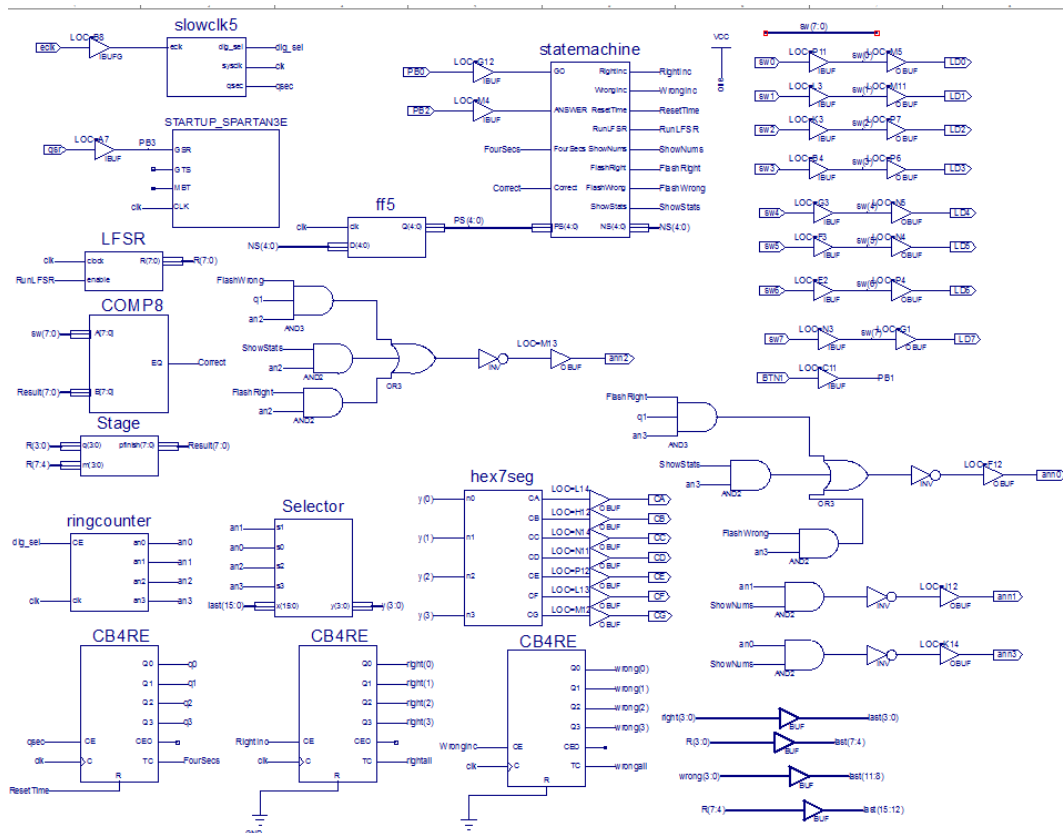 slowclk5
eclk
LOC=B8
IBUFG
eclk
dig_sel
sysclk
qsec
dig_sel
clk
qsec
STARTUP_SPARTAN3E
gsr
LOC=A7
IBUF
PB3
GSR
GTS
MBT
CLK
clk
LFSR
clk
RunLFSR
clock
enable
R(7:0)
R(7:0)
COMP8
sw(7:0)
A(7:0)
EQ
Correct
Result(7:0)
B(7:0)
Stage
R(3:0)
R(7:4)
q(3:0)
m(3:0)
pfinish(7:0)
Result(7:0)
statemachine
PB0
LOC=G12
IBUF
PB2
LOC=M4
IBUF
FourSecs
Correct
GO
ANSWER
FourSecs
Correct
PS(4:0)
RightInc
WrongInc
ResetTime
RunLFSR
ShowNums
FlashRight
FlashWrong
ShowStats
NS(4:0)
RightInc
WrongInc
ResetTime
RunLFSR
ShowNums
FlashRight
FlashWrong
ShowStats
NS(4:0)
ff5
clk
NS(4:0)
clk
D(4:0)
Q(4:0)
PS(4:0)
VCC
one
sw(7:0)
sw0
LOC=P11
IBUF
sw(0)
LOC=M5
OBUF
LD0
sw1
LOC=L3
IBUF
sw(1)
LOC=M11
OBUF
LD1
sw2
LOC=K3
IBUF
sw(2)
LOC=P7
OBUF
LD2
sw3
LOC=B4
IBUF
sw(3)
LOC=P6
OBUF
LD3
sw4
LOC=G3
IBUF
sw(4)
LOC=N5
OBUF
LD4
sw5
LOC=F3
IBUF
sw(5)
LOC=N4
OBUF
LD5
sw6
LOC=E2
IBUF
sw(6)
LOC=P4
OBUF
LD6
sw7
LOC=N3
IBUF
sw(7)
LOC=G1
OBUF
LD7
BTN1
LOC=C11
IBUF
PB1
FlashWrong
q1
an2
AND3
ShowStats
an2
AND2
FlashRight
an2
AND2
OR3
INV
LOC=M13
OBUF
ann2
FlashRight
q1
an3
AND3
ShowStats
an3
AND2
FlashWrong
an3
AND2
OR3
INV
LOC=F12
OBUF
ann0
an1
ShowNums
AND2
INV
LOC=J12
OBUF
ann1
an0
ShowNums
AND2
INV
LOC=K14
OBUF
ann3
ringcounter
dig_sel
clk
CE
clk
an0
an1
an2
an3
an0
an1
an2
an3
Selector
an1
an0
an2
an3
last(15:0)
s1
s0
s2
s3
x(15:0)
y(3:0)
y(3:0)
hex7seg
y(0)
y(1)
y(2)
y(3)
n0
n1
n2
n3
CA
CB
CC
CD
CE
CF
CG
LOC=L14
OBUF
CA
LOC=H12
OBUF
CB
LOC=N14
OBUF
CC
LOC=N11
OBUF
CD
LOC=P12
OBUF
CE
LOC=L13
OBUF
CF
LOC=M12
OBUF
CG
CB4RE
qsec
clk
ResetTime
CE
C
R
Q0
Q1
Q2
Q3
CEO
TC
q0
q1
q2
q3
FourSecs
CB4RE
RightInc
clk
CE
C
R
Q0
Q1
Q2
Q3
CEO
TC
right(0)
right(1)
right(2)
right(3)
rightall
GND
CB4RE
WrongInc
clk
CE
C
R
Q0
Q1
Q2
Q3
CEO
TC
wrong(0)
wrong(1)
wrong(2)
wrong(3)
wrongall
right(3:0)
BUF
last(3:0)
R(3:0)
BUF
last(7:4)
wrong(3:0)
BUF
last(11:8)
R(7:4)
BUF
last(15:12)